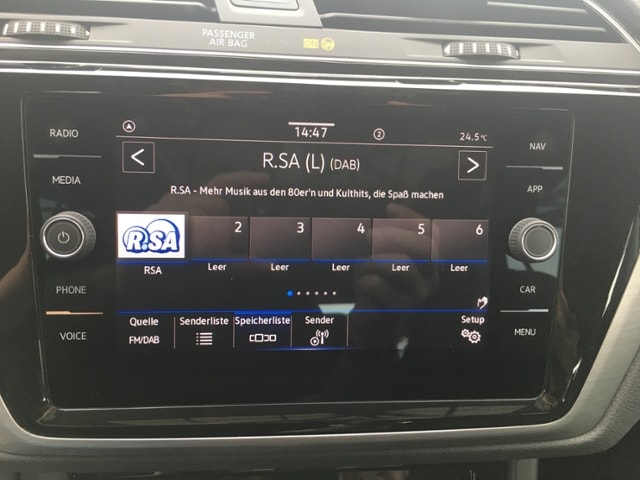 PASSENGER
AIR BAG
RADIO
MEDIA
PHONE
VOICE
A
14:47
2
24.5°C
R.SA (L) (DAB)
R.SA - Mehr Musik aus den 80er'n und Kulthits, die Spaß machen
R.SA 2 3 4 5 6
RSA Leer Leer Leer Leer Leer
Quelle Senderliste Speicherliste Sender Setup
FM/DAB
NAV
APP
CAR
MENU